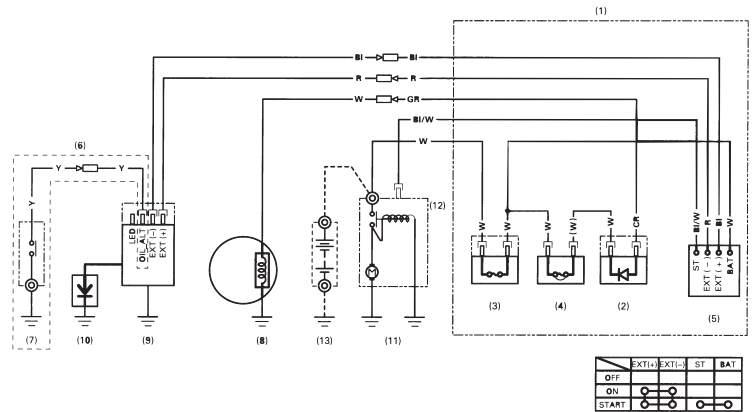 (1)
Bl Bl
R R
W GR
Bl/W
W
(6)
Y Y
Y
(12)
LED
OIL ALT
EXT (-)
EXT (+)
W
W
W
(W)
GR
Bl/W
R
Bl
W
ST
EXT (-)
EXT (+)
BAT
M
(3) (4) (2) (5)
(7) (10) (9) (8) (13) (11)
EXT(+) EXT(-) ST BAT
OFF
ON
START